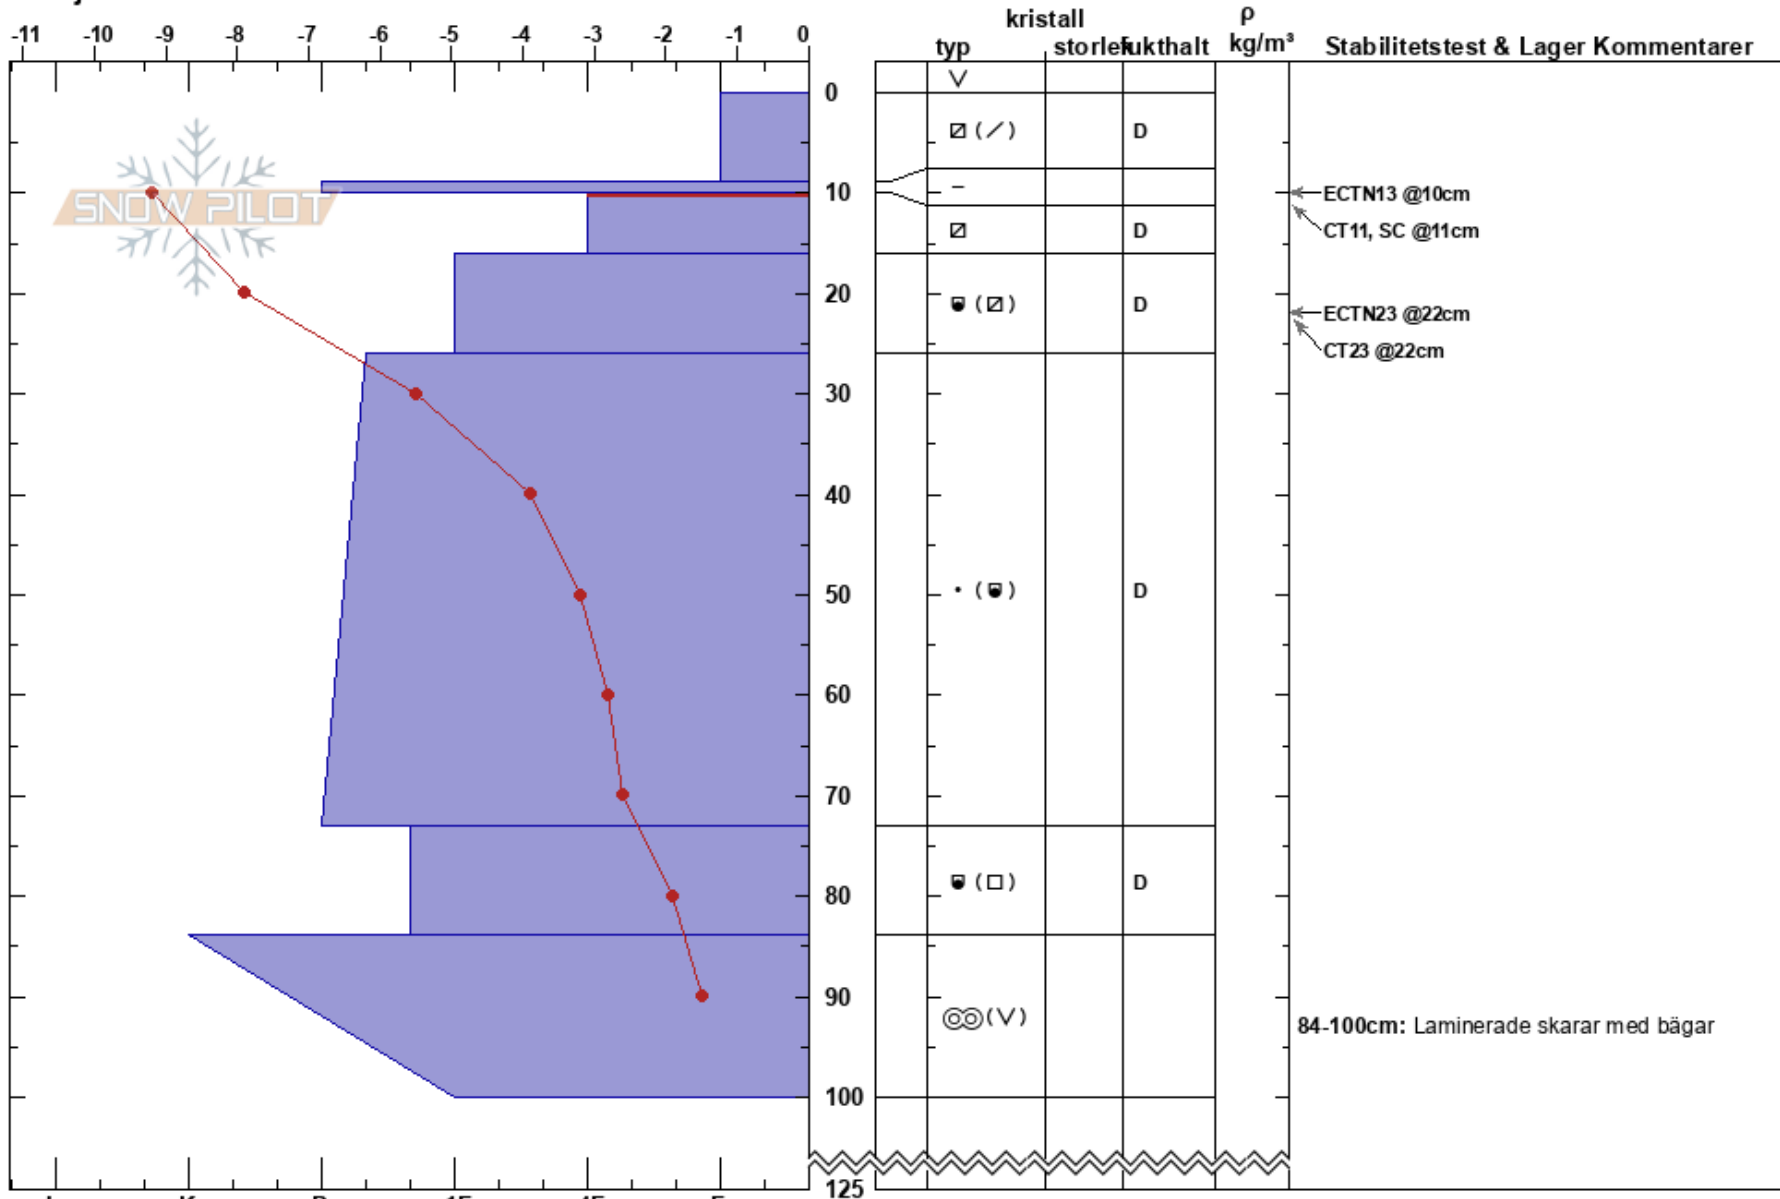 kristall ρ
-11 -10 -9 -8 -7 -6 -5 -4 -3 -2 -1 0 typ storlek fukthalt kg/m³ Stabilitetstest & Lager Kommentarer
0
D
SNOW PILOT
10
ECTN13 @10cm
D CT11, SC @11cm
20 D
ECTN23 @22cm
CT23 @22cm
30
40
50 D
60
70
80 D
90
84-100cm: Laminerade skarar med bägar
100
125